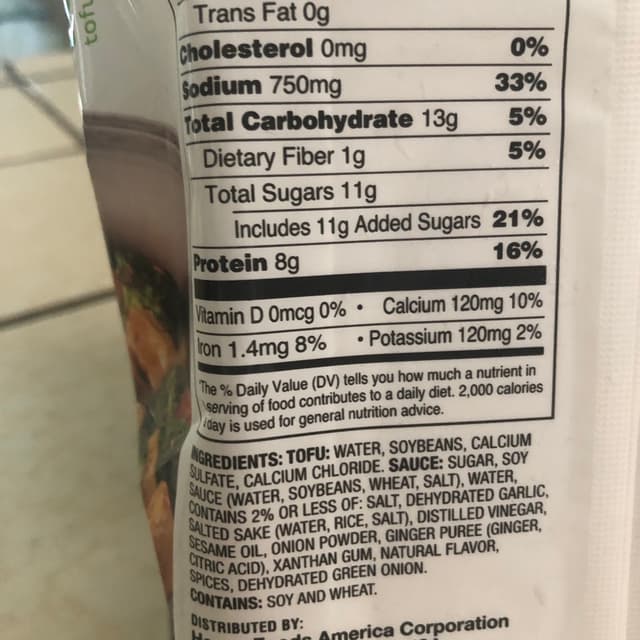 tofu
Trans Fat 0g
Cholesterol 0mg 0%
Sodium 750mg 33%
Total Carbohydrate 13g 5%
Dietary Fiber 1g 5%
Total Sugars 11g
Includes 11g Added Sugars 21%
Protein 8g 16%
Vitamin D 0mcg 0% • Calcium 120mg 10%
Iron 1.4mg 8% • Potassium 120mg 2%
The % Daily Value (DV) tells you how much a nutrient in
serving of food contributes to a daily diet. 2,000 calories
day is used for general nutrition advice.
INGREDIENTS: TOFU: WATER, SOYBEANS, CALCIUM
SULFATE, CALCIUM CHLORIDE. SAUCE: SUGAR, SOY
SAUCE (WATER, SOYBEANS, WHEAT, SALT), WATER,
CONTAINS 2% OR LESS OF: SALT, DEHYDRATED GARLIC,
SALTED SAKE (WATER, RICE, SALT), DISTILLED VINEGAR,
SESAME OIL, ONION POWDER, GINGER PUREE (GINGER,
CITRIC ACID), XANTHAN GUM, NATURAL FLAVOR,
SPICES, DEHYDRATED GREEN ONION.
CONTAINS: SOY AND WHEAT.
DISTRIBUTED BY:
America Corporation